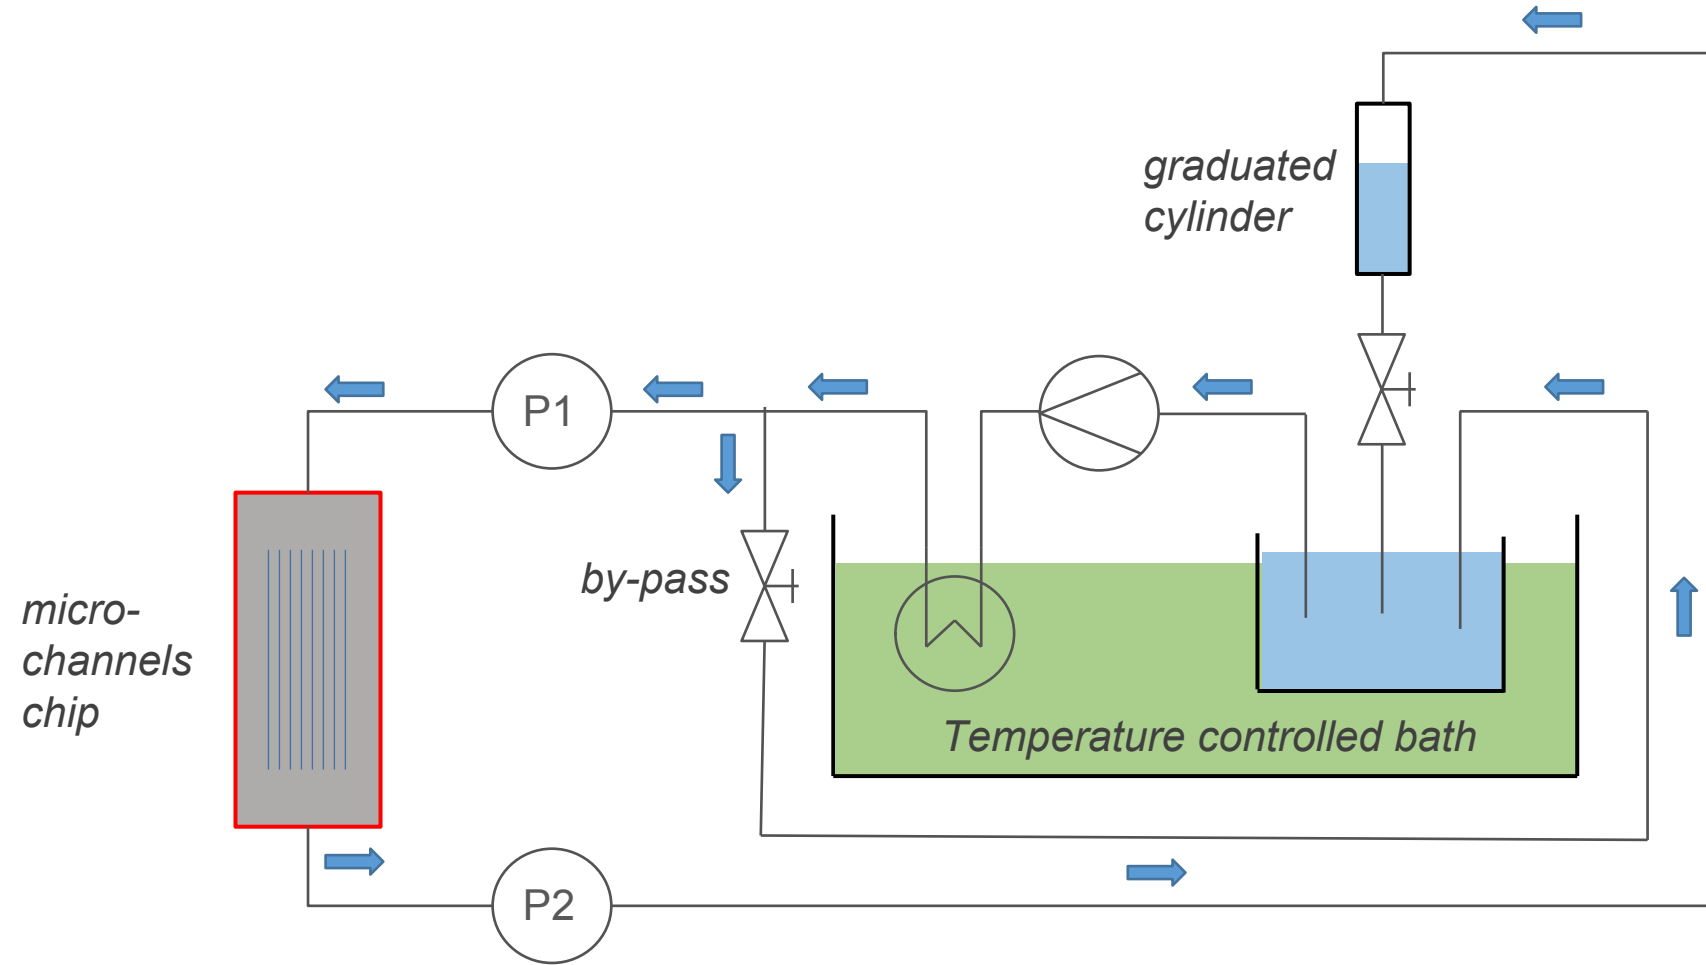 graduated
cylinder
P1
by-pass
micro-
channels
chip
Temperature controlled bath
P2